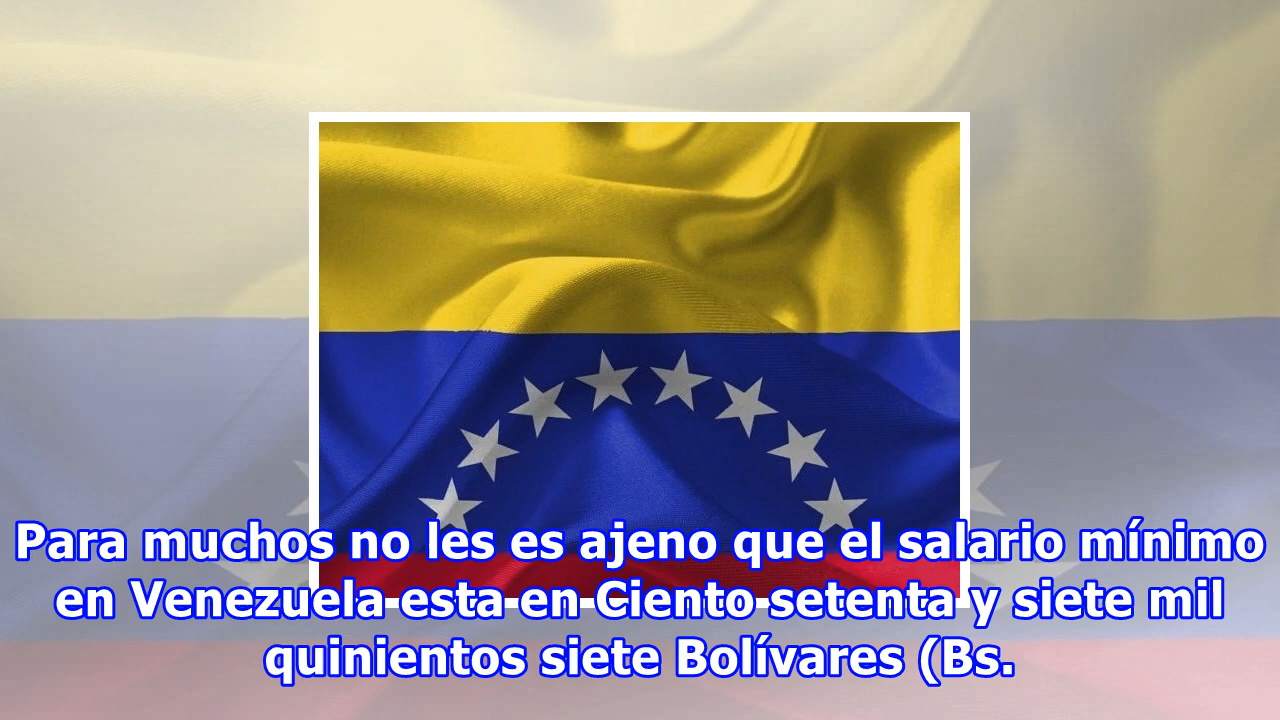 Para muchos no les es ajeno que el salario mínimo
en Venezuela esta en Ciento setenta y siete mil
quinientos siete Bolívares (Bs.